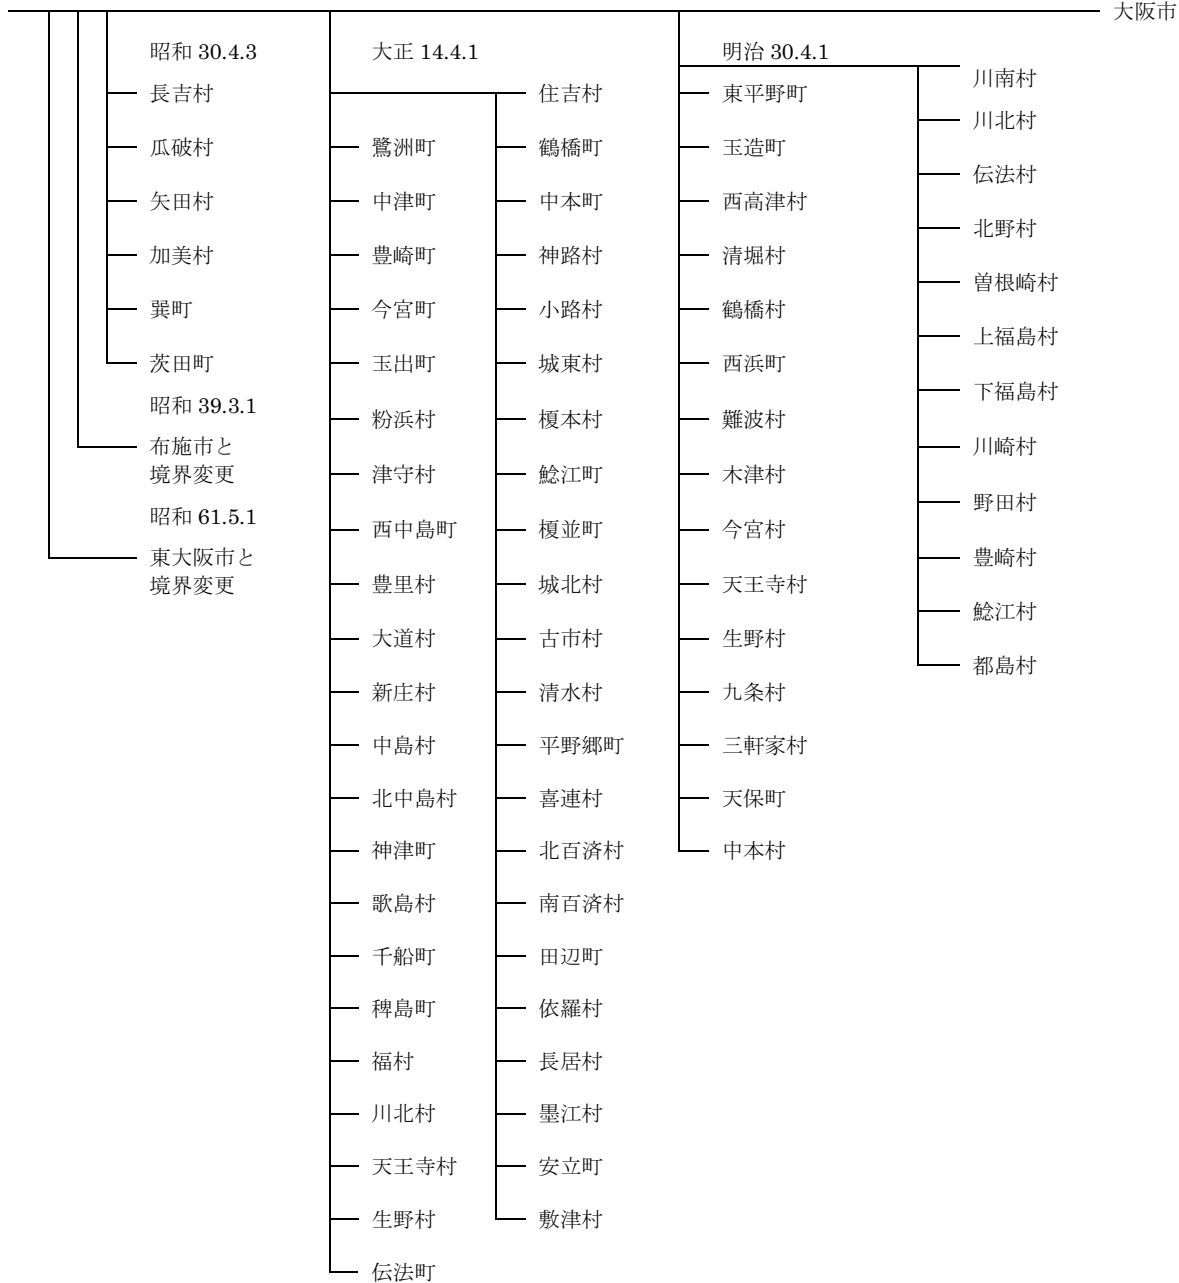 大阪市
昭和 30.4.3
長吉村
瓜破村
矢田村
加美村
巽町
茨田町
昭和 39.3.1
布施市と
境界変更
昭和 61.5.1
東大阪市と
境界変更
大正 14.4.1
鷺洲町
中津町
豊崎町
今宮町
玉出町
粉浜村
津守村
西中島町
豊里村
大道村
新庄村
中島村
北中島村
神津町
歌島村
千船町
稗島町
福村
川北村
天王寺村
生野村
伝法町
住吉村
鶴橋町
中本町
神路村
小路村
城東村
榎本村
鯰江町
榎並町
城北村
古市村
清水村
平野郷町
喜連村
北百済村
南百済村
田辺町
依羅村
長居村
墨江村
安立町
敷津村
明治 30.4.1
東平野町
玉造町
西高津村
清堀村
鶴橋村
西浜町
難波村
木津村
今宮村
天王寺村
生野村
九条村
三軒家村
天保町
中本村
川南村
川北村
伝法村
北野村
曽根崎村
上福島村
下福島村
川崎村
野田村
豊崎村
鯰江村
都島村